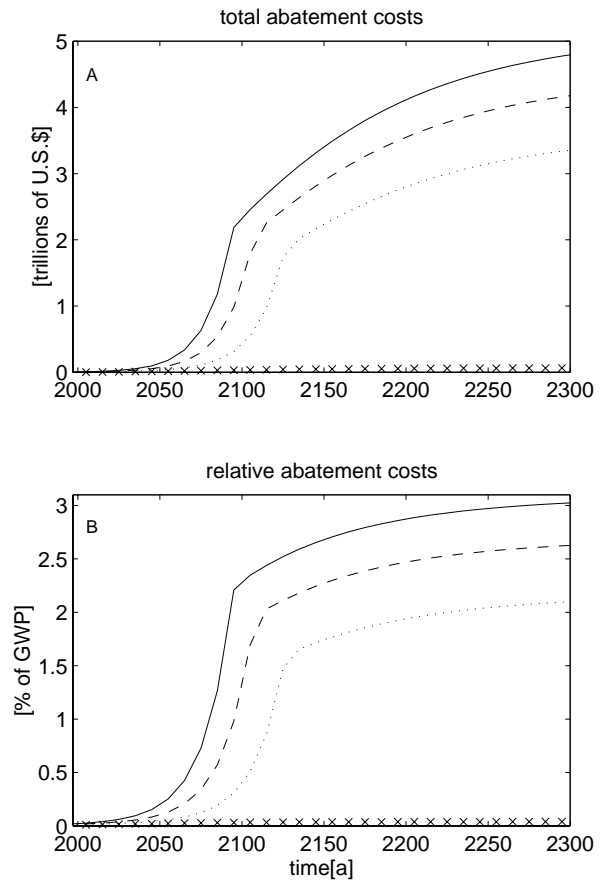 total abatement costs
5
A
4
3
2
1
0
[trillions of U.S.$]
2000 2050 2100 2150 2200 2250 2300
relative abatement costs
3
B
2.5
2
1.5
1
0.5
0
[% of GWP]
2000 2050 2100 2150 2200 2250 2300
time[a]